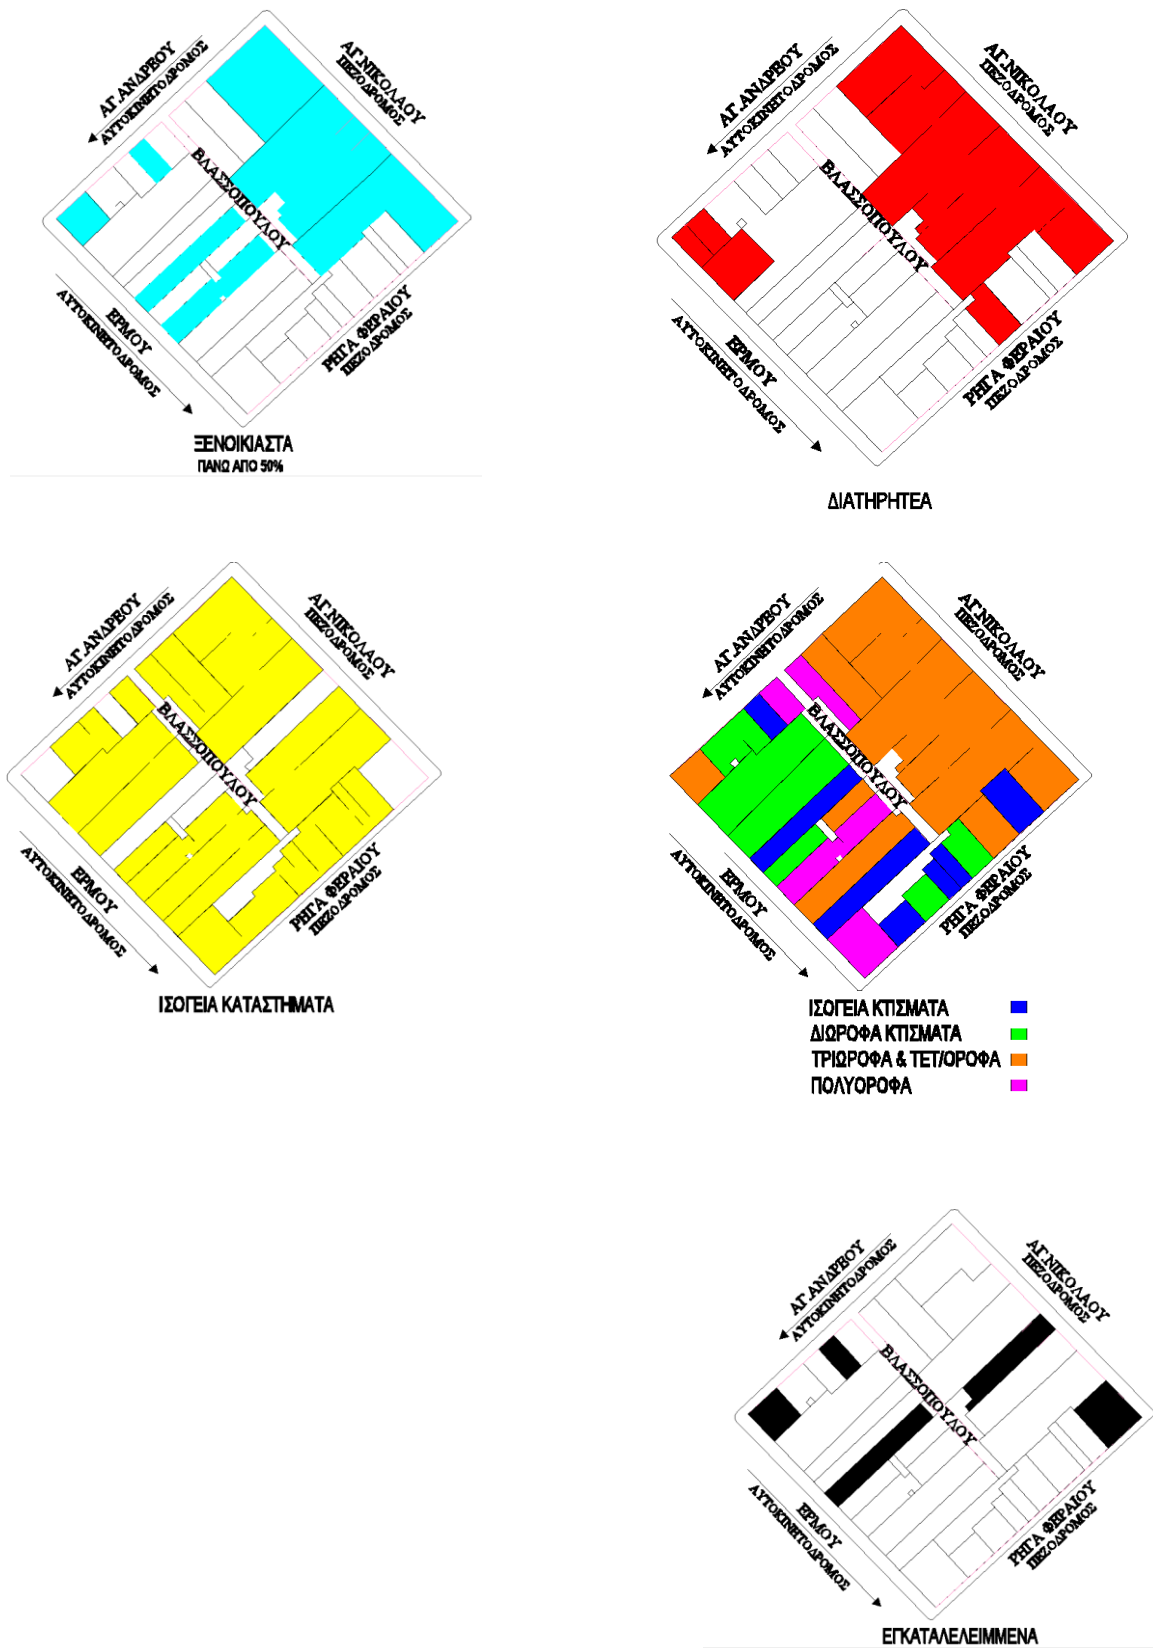 ΑΓ.ΑΝΔΡΕΟΥ
ΑΥΤΟΚΙΝΗΤΟΔΡΟΜΟΣ
ΑΓ.ΝΙΚΟΛΑΟΥ
ΠΕΖΟΔΡΟΜΟΣ
ΒΛΑΣΣΟΠΟΥΛΟΥ
ΕΡΜΟΥ
ΑΥΤΟΚΙΝΗΤΟΔΡΟΜΟΣ
ΡΗΓΑ ΦΕΡΑΙΟΥ
ΠΕΖΟΔΡΟΜΟΣ
ΞΕΝΟΙΚΙΑΣΤΑ
ΠΑΝΩ ΑΠΟ 50%
ΑΓ.ΑΝΔΡΕΟΥ
ΑΥΤΟΚΙΝΗΤΟΔΡΟΜΟΣ
ΑΓ.ΝΙΚΟΛΑΟΥ
ΠΕΖΟΔΡΟΜΟΣ
ΒΛΑΣΣΟΠΟΥΛΟΥ
ΕΡΜΟΥ
ΑΥΤΟΚΙΝΗΤΟΔΡΟΜΟΣ
ΡΗΓΑ ΦΕΡΑΙΟΥ
ΠΕΖΟΔΡΟΜΟΣ
ΔΙΑΤΗΡΗΤΕΑ
ΑΓ.ΑΝΔΡΕΟΥ
ΑΥΤΟΚΙΝΗΤΟΔΡΟΜΟΣ
ΑΓ.ΝΙΚΟΛΑΟΥ
ΠΕΖΟΔΡΟΜΟΣ
ΒΛΑΣΣΟΠΟΥΛΟΥ
ΕΡΜΟΥ
ΑΥΤΟΚΙΝΗΤΟΔΡΟΜΟΣ
ΡΗΓΑ ΦΕΡΑΙΟΥ
ΠΕΖΟΔΡΟΜΟΣ
ΙΣΟΓΕΙΑ ΚΑΤΑΣΤΗΜΑΤΑ
ΑΓ.ΑΝΔΡΕΟΥ
ΑΥΤΟΚΙΝΗΤΟΔΡΟΜΟΣ
ΑΓ.ΝΙΚΟΛΑΟΥ
ΠΕΖΟΔΡΟΜΟΣ
ΒΛΑΣΣΟΠΟΥΛΟΥ
ΕΡΜΟΥ
ΑΥΤΟΚΙΝΗΤΟΔΡΟΜΟΣ
ΡΗΓΑ ΦΕΡΑΙΟΥ
ΠΕΖΟΔΡΟΜΟΣ
ΙΣΟΓΕΙΑ ΚΤΙΣΜΑΤΑ
ΔΙΩΡΟΦΑ ΚΤΙΣΜΑΤΑ
ΤΡΙΩΡΟΦΑ & ΤΕΤ/ΟΡΟΦΑ
ΠΟΛΥΟΡΟΦΑ
ΑΓ.ΑΝΔΡΕΟΥ
ΑΥΤΟΚΙΝΗΤΟΔΡΟΜΟΣ
ΑΓ.ΝΙΚΟΛΑΟΥ
ΠΕΖΟΔΡΟΜΟΣ
ΒΛΑΣΣΟΠΟΥΛΟΥ
ΕΡΜΟΥ
ΑΥΤΟΚΙΝΗΤΟΔΡΟΜΟΣ
ΡΗΓΑ ΦΕΡΑΙΟΥ
ΠΕΖΟΔΡΟΜΟΣ
ΕΓΚΑΤΑΛΕΛΕΙΜΜΕΝΑ